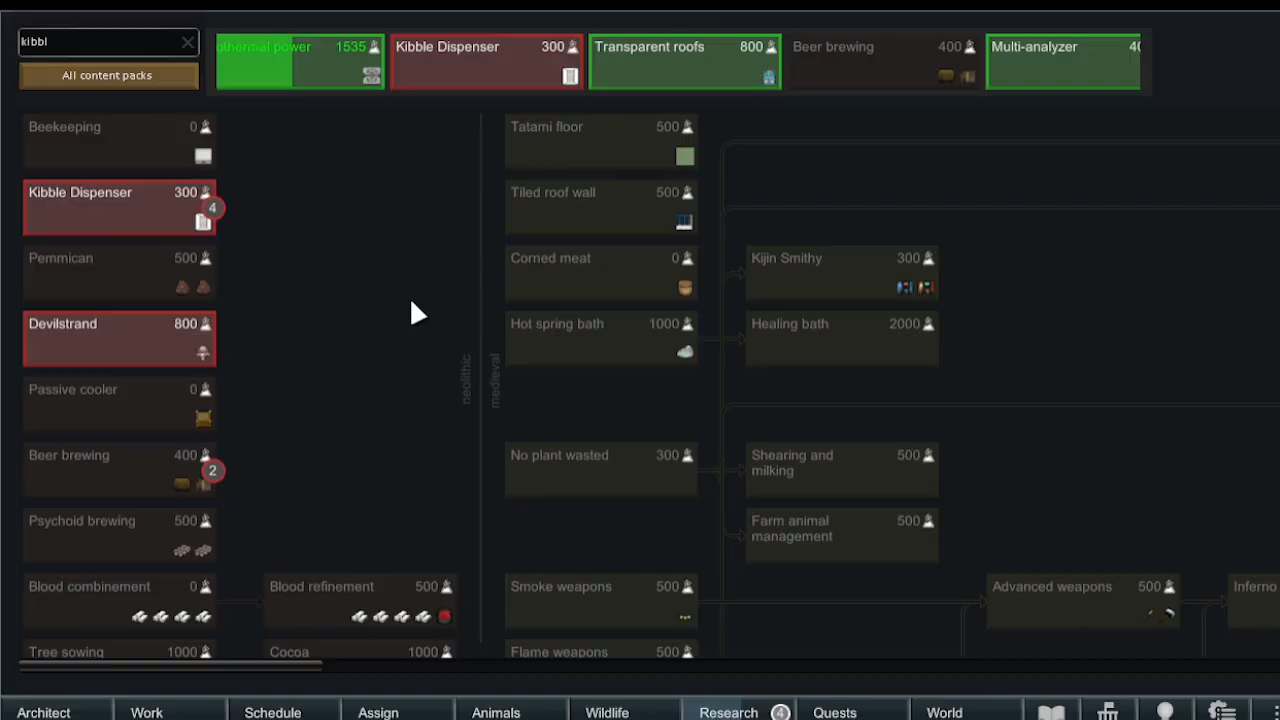 kibbl
All content packs
othermal power 1535
Kibble Dispenser 300
Transparent roofs 800
Beer brewing 400
Multi-analyzer 40
Beekeeping 0
Kibble Dispenser 300
4
Pemmican 500
Devilstrand 800
Passive cooler 0
Beer brewing 400
2
Psychoid brewing 500
Blood combinement 0
Tree sowing 1000
Blood refinement 500
Cocoa 1000
neolithic
medieval
Tatami floor 500
Tiled roof wall 500
Corned meat 0
Hot spring bath 1000
No plant wasted 300
Smoke weapons 500
Flame weapons 500
Kijin Smithy 300
Healing bath 2000
Shearing and 500
milking
Farm animal 500
management
Advanced weapons 500
Inferno
Architect
Work
Schedule
Assign
Animals
Wildlife
Research 4
Quests
World